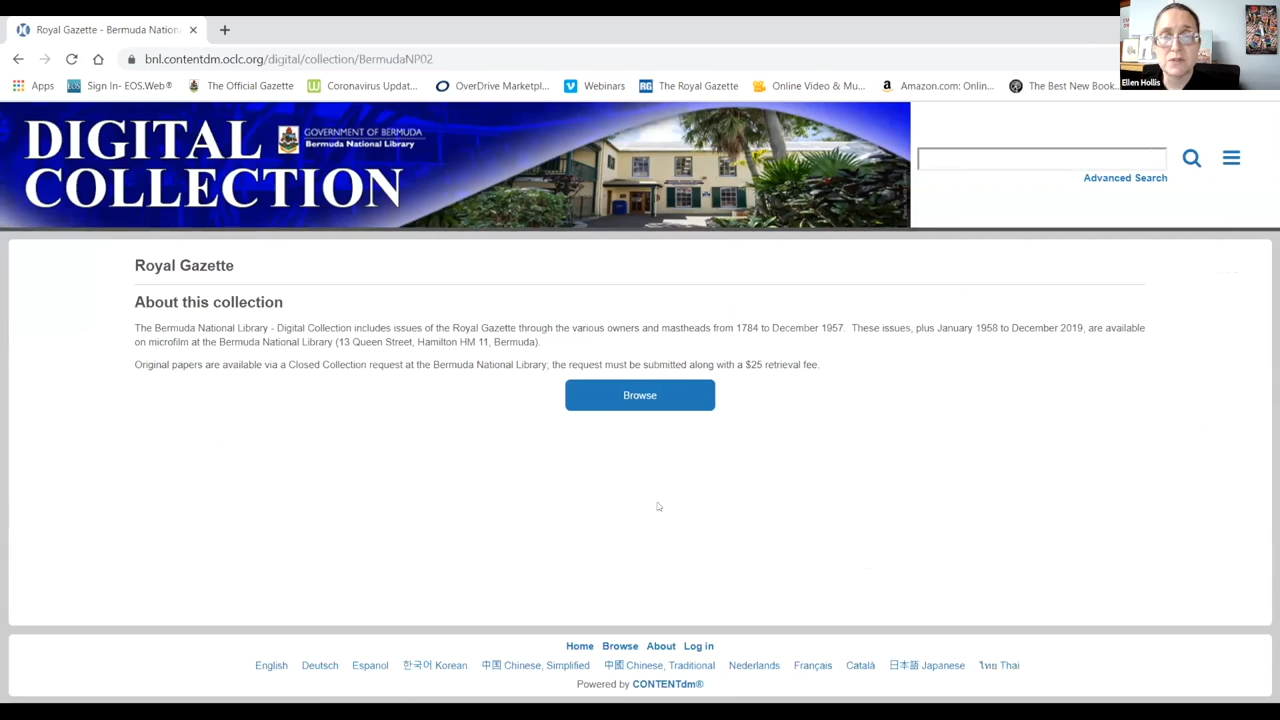 Royal Gazette - Bermuda Nation
bnl.contentdm.oclc.org/digital/collection/BermudaNP02
Apps
EOS
Sign In- EOS.Web®
The Official Gazette
Coronavirus Updat...
OverDrive Marketpl...
Webinars
RG
The Royal Gazette
Online Video & Mu...
Amazon.com: Onlin...
The Best New Book...
Ellen Hollis
DIGITAL
COLLECTION
GOVERNMENT OF BERMUDA
Bermuda National Library
Advanced Search
Royal Gazette
About this collection
The Bermuda National Library - Digital Collection includes issues of the Royal Gazette through the various owners and mastheads from 1784 to December 1957. These issues, plus January 1958 to December 2019, are available
on microfilm at the Bermuda National Library (13 Queen Street, Hamilton HM 11, Bermuda).
Original papers are available via a Closed Collection request at the Bermuda National Library; the request must be submitted along with a $25 retrieval fee.
Browse
Home Browse About Log in
English Deutsch Espanol 한국어 Korean 中国 Chinese, Simplified 中國 Chinese, Traditional Nederlands Français Català 日本語 Japanese ไทย Thai
Powered by CONTENTdm®